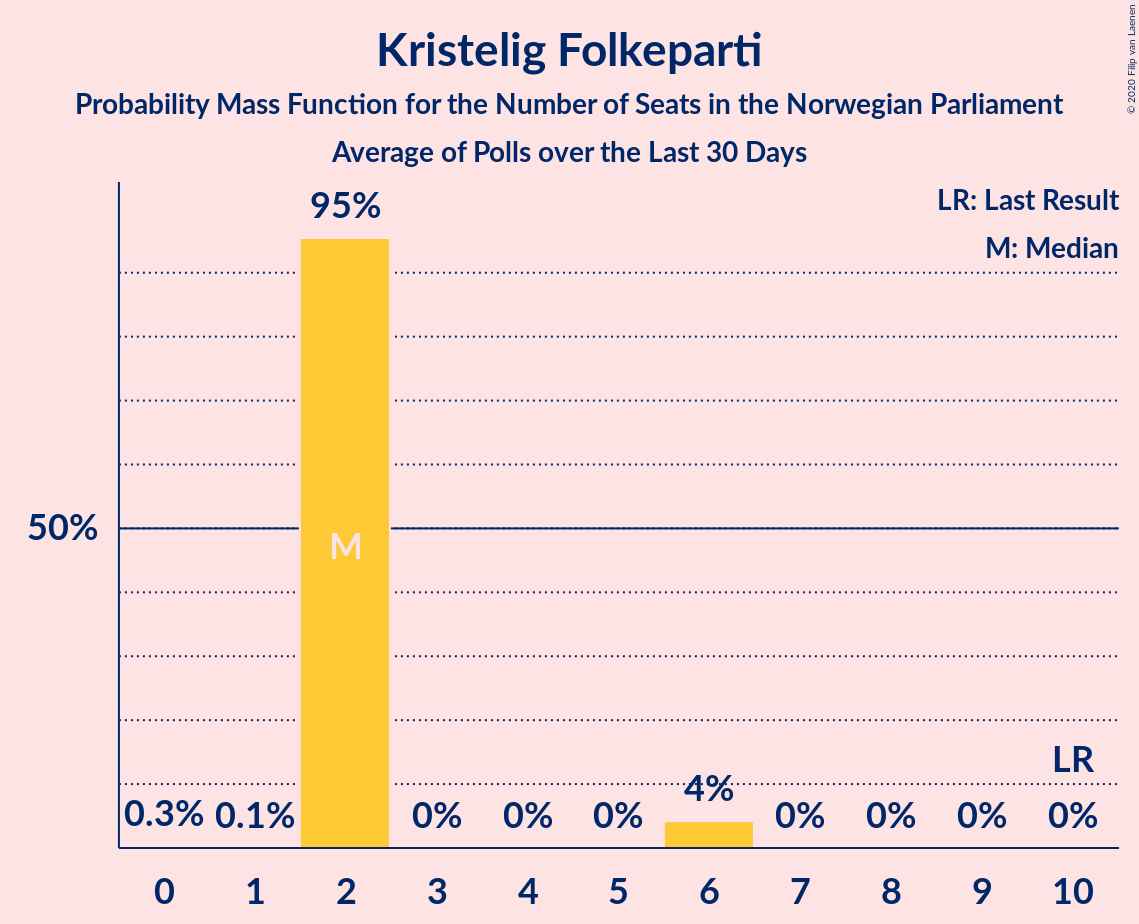 Kristelig Folkeparti
Probability Mass Function for the Number of Seats in the Norwegian Parliament
Average of Polls over the Last 30 Days
© 2020 Filip van Laenen
LR: Last Result
M: Median
95%
50%
M
LR
0.3% 0.1% 0% 0% 0% 4% 0% 0% 0% 0%
0 1 2 3 4 5 6 7 8 9 10